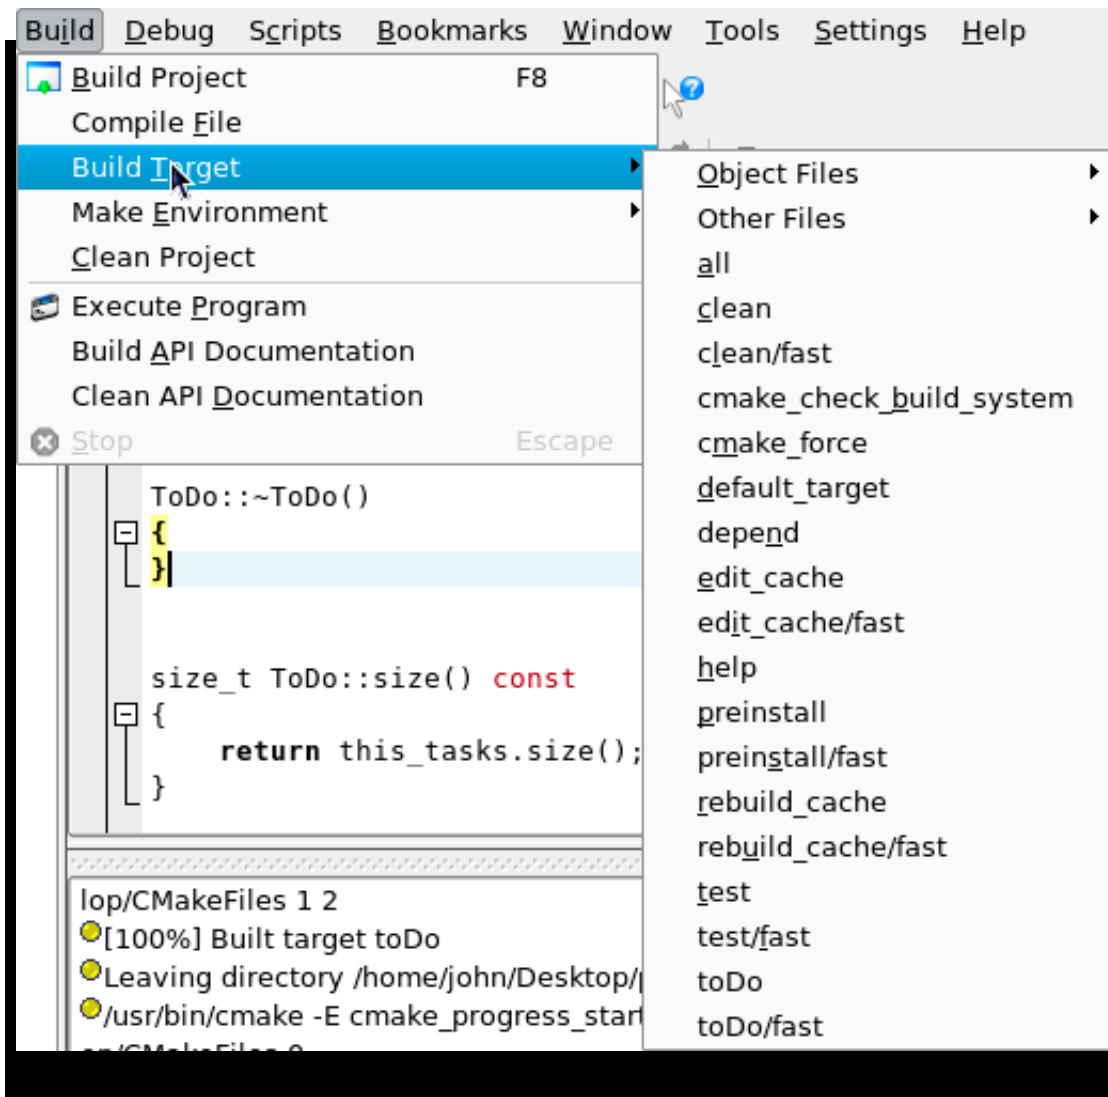 Build Debug Scripts Bookmarks Window Tools Settings Help
Build Project F8
Compile File
Build Target
Make Environment
Clean Project
Execute Program
Build API Documentation
Clean API Documentation
Stop Escape
Object Files
Other Files
all
clean
clean/fast
cmake_check_build_system
cmake_force
default_target
depend
edit_cache
edit_cache/fast
help
preinstall
preinstall/fast
rebuild_cache
rebuild_cache/fast
test
test/fast
toDo
toDo/fast
ToDo::~ToDo()
{
}
size_t ToDo::size() const
{
return this_tasks.size();
}
lop/CMakeFiles 1 2
[100%] Built target toDo
Leaving directory /home/john/Desktop/
/usr/bin/cmake -E cmake_progress_start